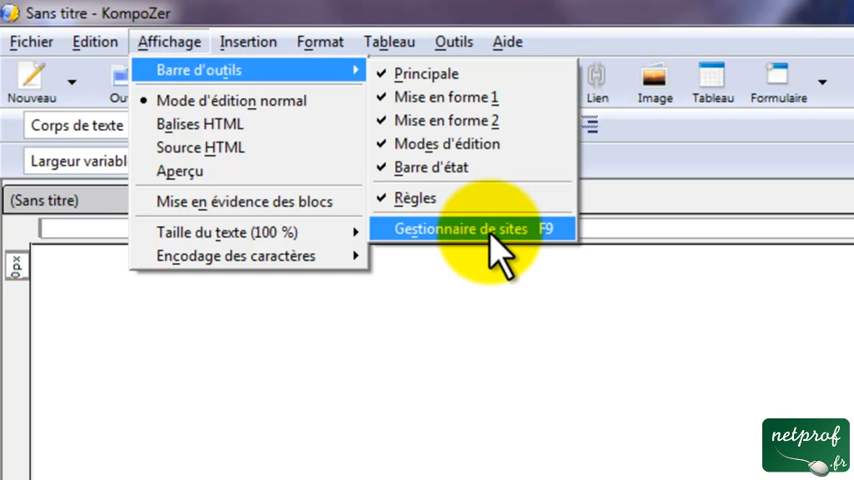 Sans titre - KompoZer
Fichier Edition Affichage Insertion Format Tableau Outils Aide
Nouveau Ou Lien Image Tableau Formulaire
Barre d'outils
Mode d'édition normal
Balises HTML
Source HTML
Aperçu
Mise en évidence des blocs
Taille du texte (100 %)
Encodage des caractères
Principale
Mise en forme 1
Mise en forme 2
Modes d'édition
Barre d'état
Règles
Gestionnaire de sites F9
Corps de texte
Largeur variabl
(Sans titre)
0px
netprof
.fr